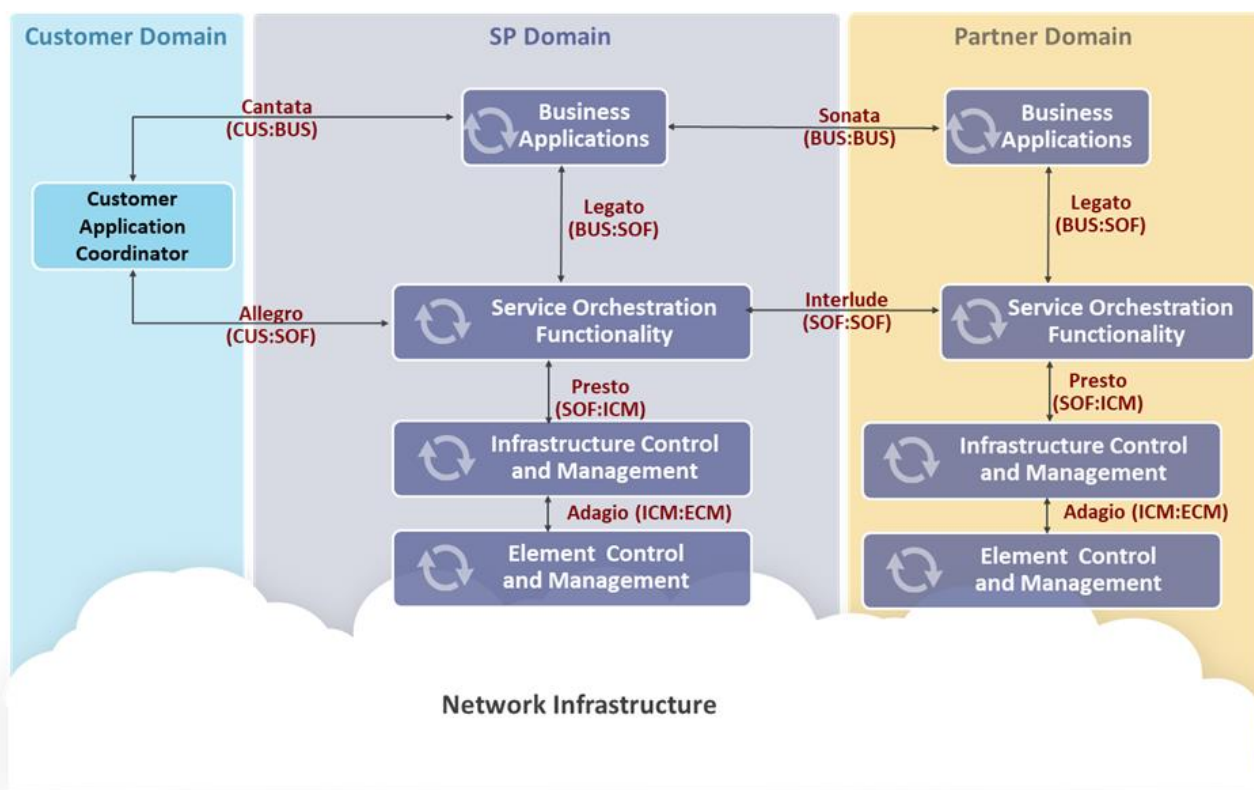 Customer Domain
SP Domain
Partner Domain
Cantata
(CUS:BUS)
Business
Applications
Sonata
(BUS:BUS)
Business
Applications
Customer
Application
Coordinator
Legato
(BUS:SOF)
Legato
(BUS:SOF)
Allegro
(CUS:SOF)
Service Orchestration
Functionality
Interlude
(SOF:SOF)
Service Orchestration
Functionality
Presto
(SOF:ICM)
Presto
(SOF:ICM)
Infrastructure Control
and Management
Infrastructure Control
and Management
Adagio (ICM:ECM)
Adagio (ICM:ECM)
Element Control
and Management
Element Control
and Management
Network Infrastructure